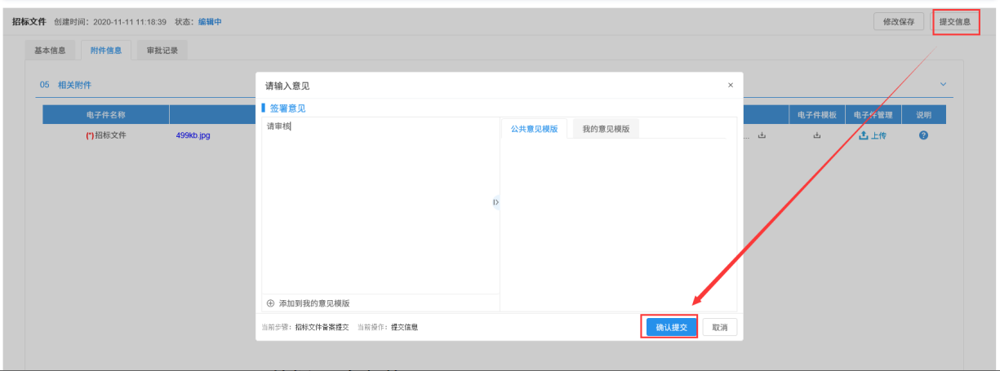 招标文件 创建时间：2020-11-11 11:18:39 状态：编辑中 修改保存 提交信息
基本信息 附件信息 审批记录
05 相关附件
电子件名称 电子件模板 电子件管理 说明
(*)招标文件 499kb.jpg ... 上传
请输入意见 ×
签署意见
请审核
公共意见模版 我的意见模版
添加到我的意见模版
当前步骤：招标文件备案提交 当前操作：提交信息 确认提交 取消